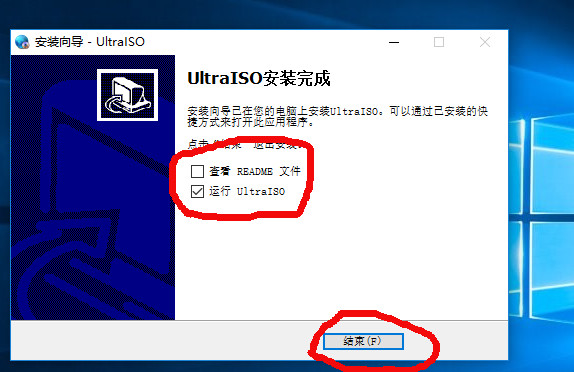 安装向导 - UltraISO
UltraISO安装完成
安装向导已在您的电脑上安装UltraISO。可以通过已安装的快
捷方式来打开此应用程序。
点击
退出安装
查看 README 文件
运行 UltraISO
结束(F)